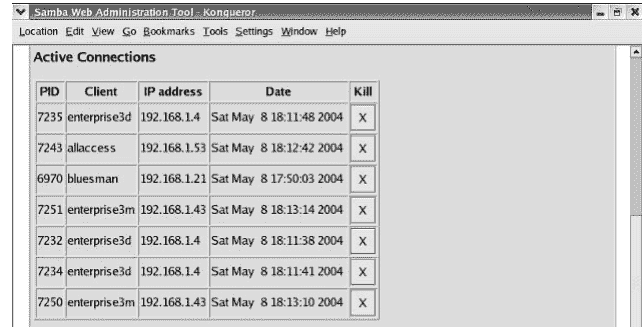 Samba Web Administration Tool - Konqueror
Location Edit View Go Bookmarks Tools Settings Window Help
Active Connections
PID Client IP address Date Kill
7235 enterprise3d 192.168.1.4 Sat May 8 18:11:48 2004 X
7243 allaccess 192.168.1.53 Sat May 8 18:12:42 2004 X
6970 bluesman 192.168.1.21 Sat May 8 17:50:03 2004 X
7251 enterprise3m 192.168.1.43 Sat May 8 18:13:14 2004 X
7232 enterprise3d 192.168.1.4 Sat May 8 18:11:38 2004 X
7234 enterprise3d 192.168.1.4 Sat May 8 18:11:41 2004 X
7250 enterprise3m 192.168.1.43 Sat May 8 18:13:10 2004 X